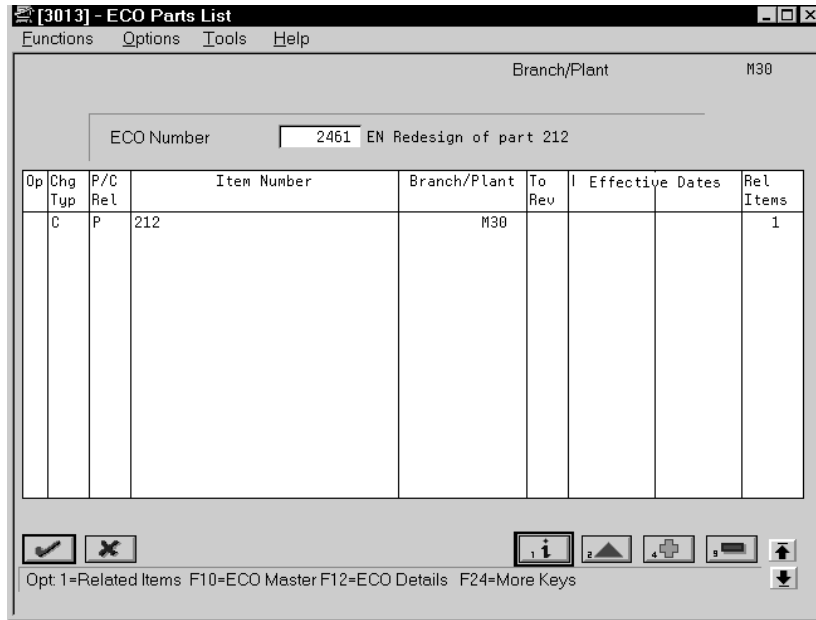 [3013] - ECO Parts List
Functions Options Tools Help
Branch/Plant M30
ECO Number 2461 EN Redesign of part 212
Op Chg P/C Item Number Branch/Plant To I Effective Dates Rel
Typ Rel Rev Items
C P 212 M30 1
1 i 2 4 9
Opt: 1=Related Items F10=ECO Master F12=ECO Details F24=More Keys